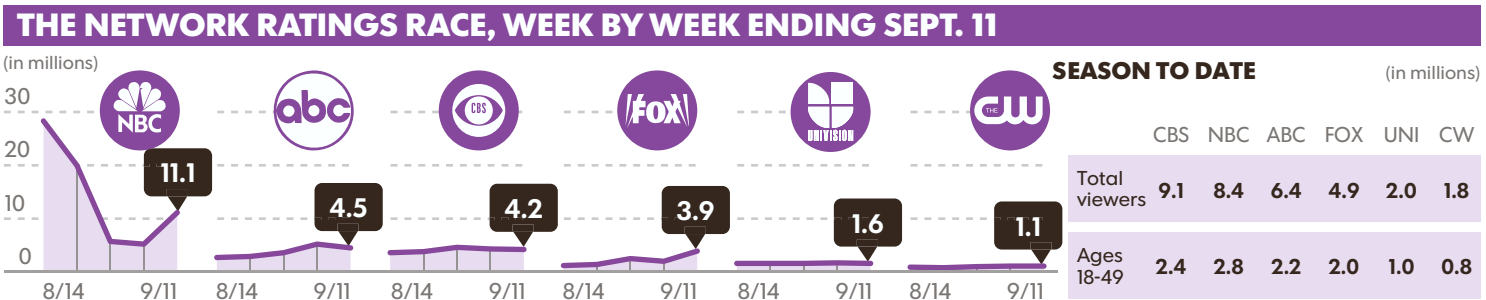 THE NETWORK RATINGS RACE, WEEK BY WEEK ENDING SEPT. 11
(in millions)
30
20
10
0
NBC
11.1
8/14 9/11
abc
4.5
8/14 9/11
CBS
4.2
8/14 9/11
FOX
3.9
8/14 9/11
UNIVISION
1.6
8/14 9/11
THE CW
1.1
8/14 9/11
SEASON TO DATE (in millions)
CBS NBC ABC FOX UNI CW
Total viewers 9.1 8.4 6.4 4.9 2.0 1.8
Ages 18-49 2.4 2.8 2.2 2.0 1.0 0.8